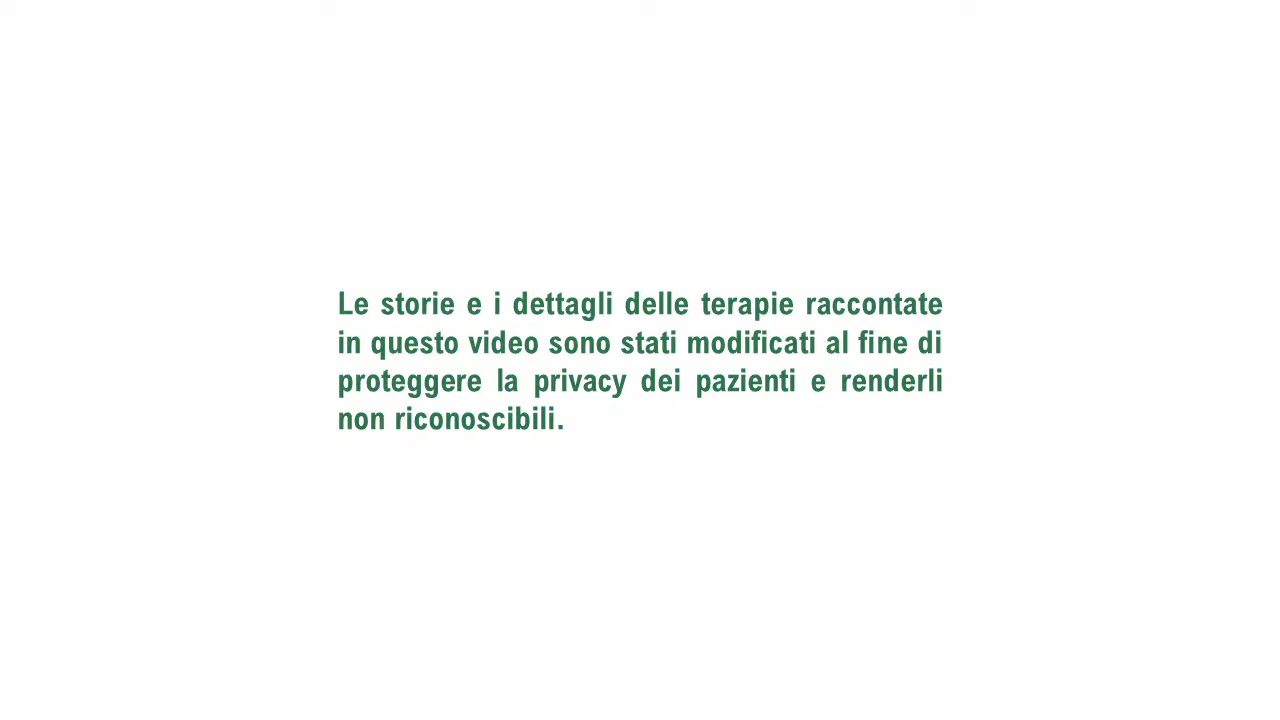 Le storie e i dettagli delle terapie raccontate
in questo video sono stati modificati al fine di
proteggere la privacy dei pazienti e renderli
non riconoscibili.